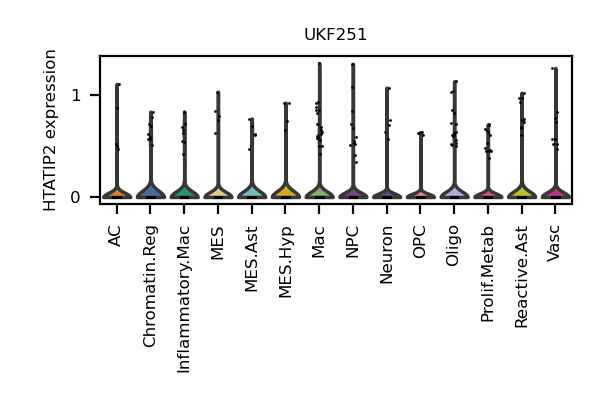 UKF251
HTATIP2 expression
1
0
AC
Chromatin.Reg
Inflammatory.Mac
MES
MES.Ast
MES.Hyp
Mac
NPC
Neuron
OPC
Oligo
Prolif.Metab
Reactive.Ast
Vasc